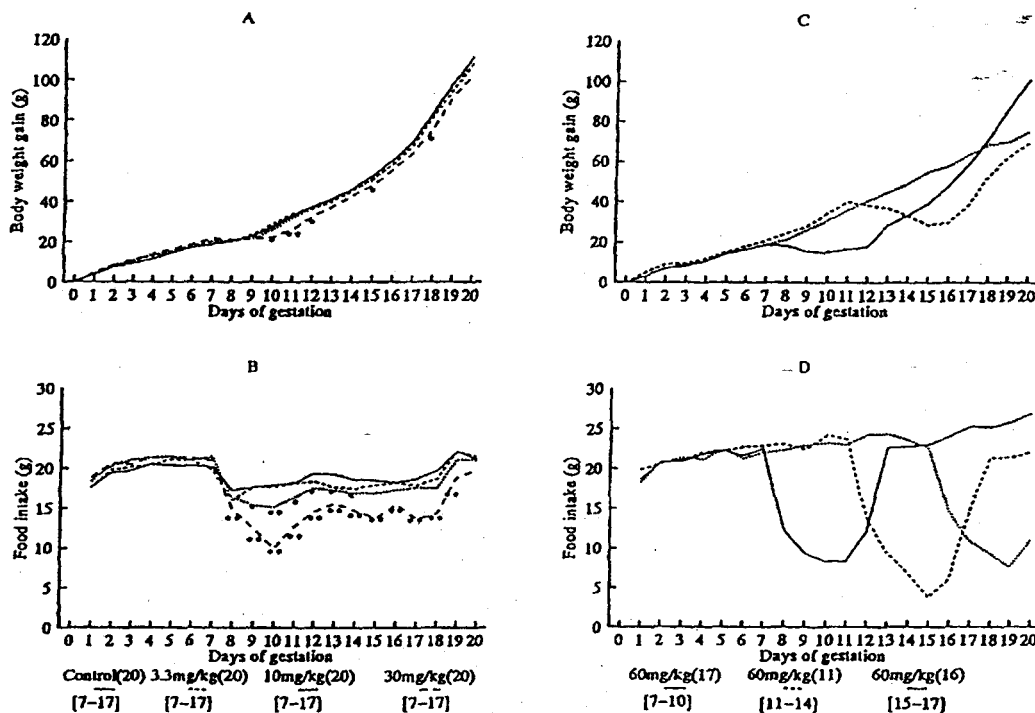 A
120
100
80
60
40
20
0
Body weight gain (g)
0 1 2 3 4 5 6 7 8 9 10 11 12 13 14 15 16 17 18 19 20
Days of gestation
C
120
100
80
60
40
20
0
Body weight gain (g)
0 1 2 3 4 5 6 7 8 9 10 11 12 13 14 15 16 17 18 19 20
Days of gestation
B
30
25
20
15
10
5
0
Food intake (g)
0 1 2 3 4 5 6 7 8 9 10 11 12 13 14 15 16 17 18 19 20
Days of gestation
D
30
25
20
15
10
5
0
Food intake (g)
0 1 2 3 4 5 6 7 8 9 10 11 12 13 14 15 16 17 18 19 20
Days of gestation
Control(20) 3.3mg/kg(20) 10mg/kg(20) 30mg/kg(20)
[7-17] [7-17] [7-17] [7-17]
60mg/kg(17) 60mg/kg(11) 60mg/kg(16)
[7-10] [11-14] [15-17]